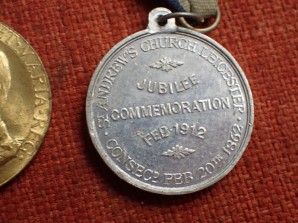 ST ANDREW'S CHURCH LEICESTER
JUBILEE
COMMEMORATION
FEB. 1912
CONSECD FEB 20TH 1862